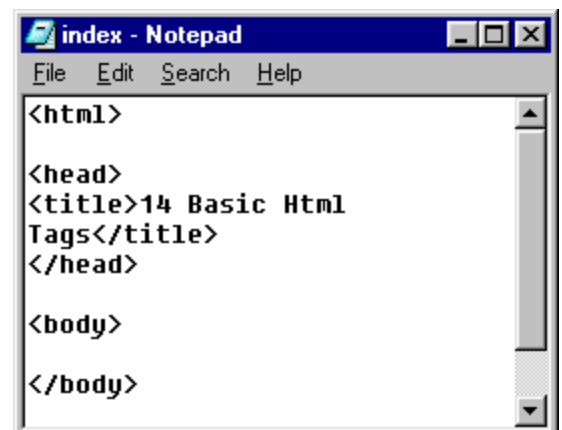 index - Notepad
File Edit Search Help
<html>
<head>
<title>14 Basic Html
Tags</title>
</head>
<body>
</body>